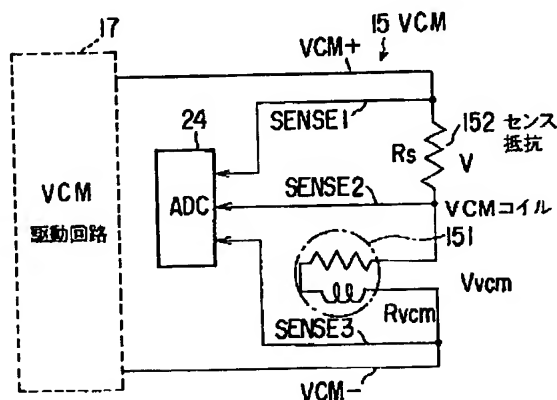 17
15 VCM
VCM+
24
SENSE1
152 センス
抵抗
Rs
V
VCM
駆動回路
ADC
SENSE2
VCMコイル
151
Vvcm
Rvcm
SENSE3
VCM-